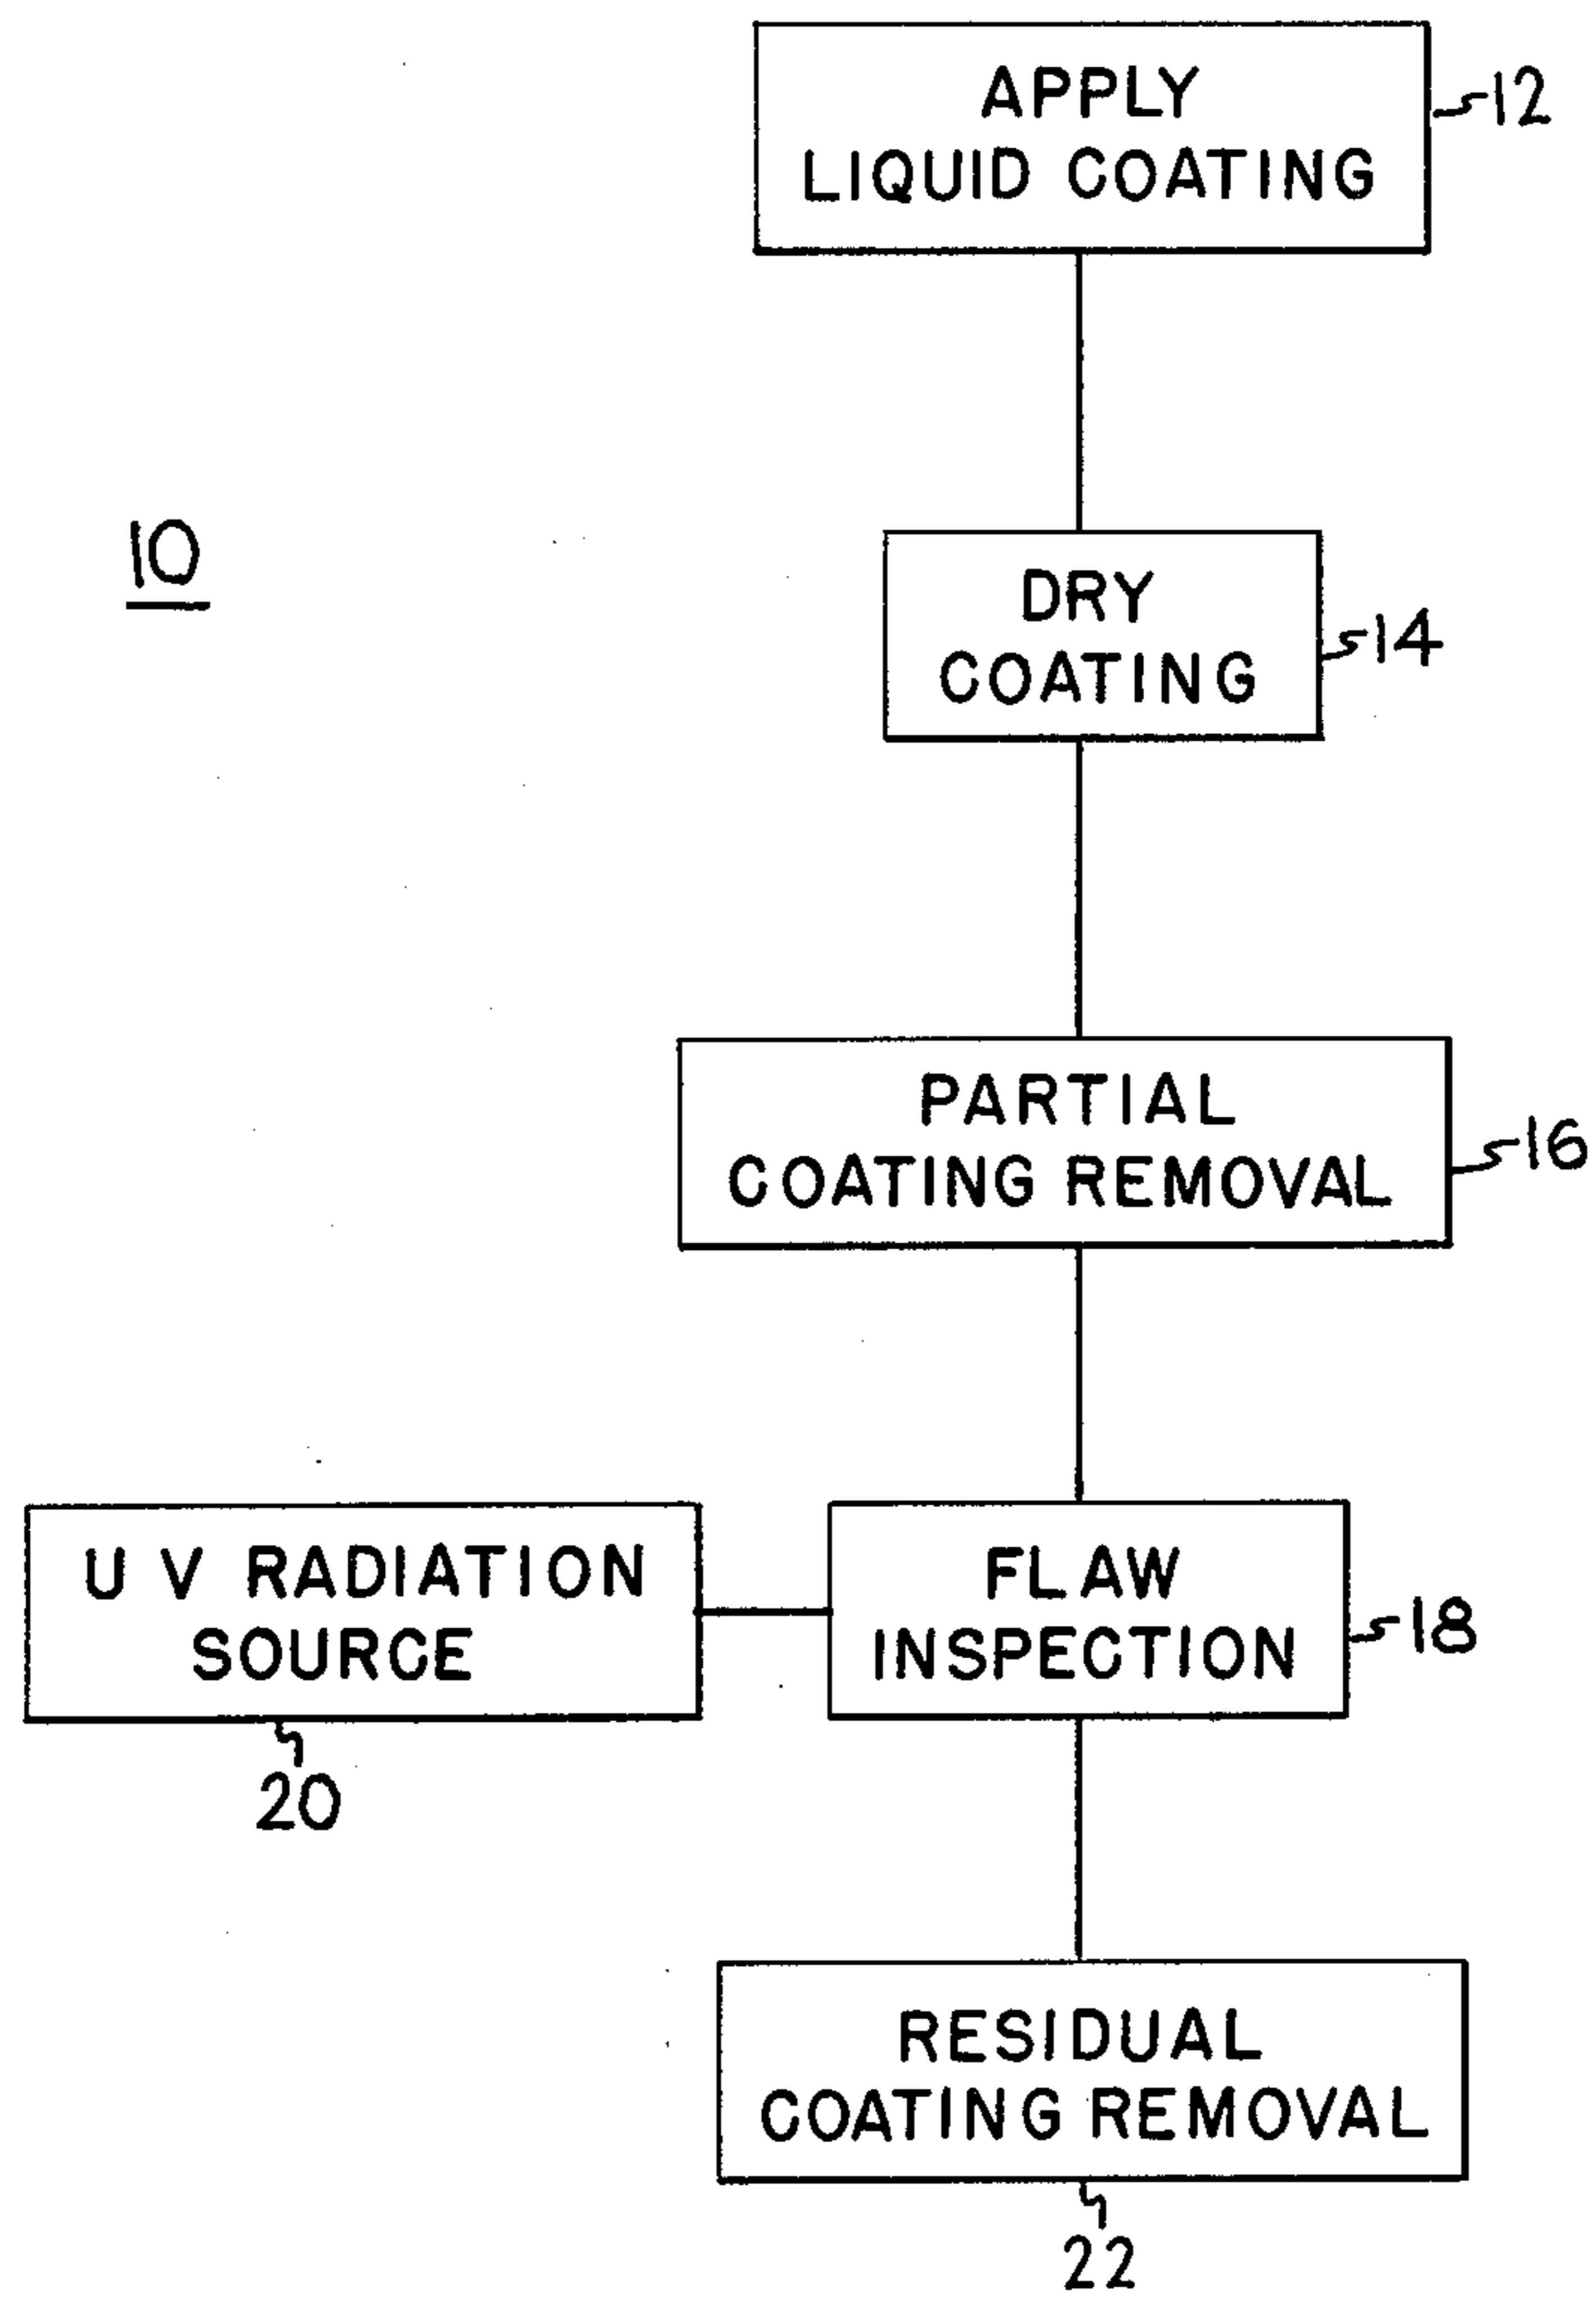 APPLY
LIQUID COATING
12
10
DRY
COATING
14
PARTIAL
COATING REMOVAL
16
U V RADIATION
SOURCE
20
FLAW
INSPECTION
18
RESIDUAL
COATING REMOVAL
22